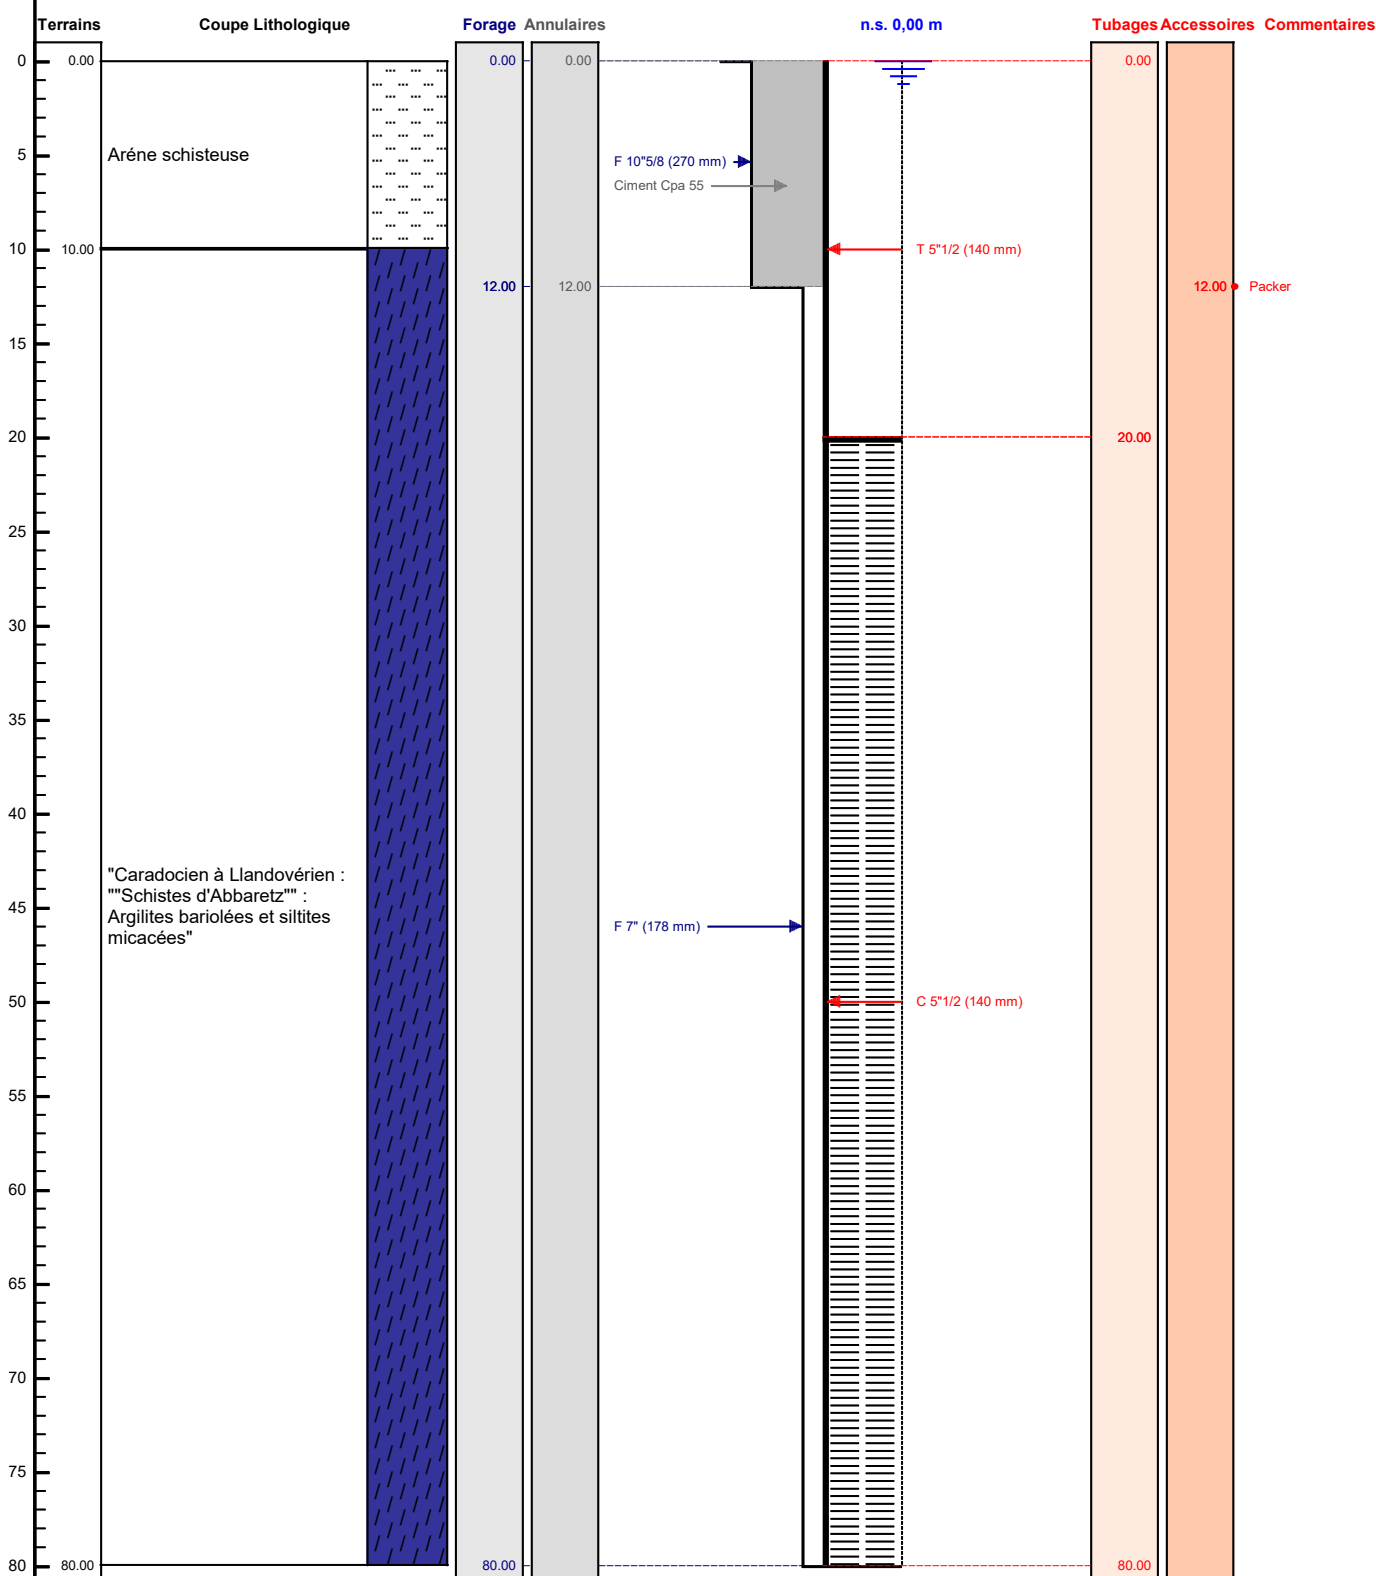 Terrains Coupe Lithologique Forage Annulaires n.s. 0,00 m Tubages Accessoires Commentaires
0 0.00 0.00 0.00 0.00
Aréne schisteuse
5
F 10"5/8 (270 mm)
Ciment Cpa 55
10 10.00 T 5"1/2 (140 mm)
12.00 12.00 12.00 Packer
15
20 20.00
25
30
35
40
"Caradocien à Llandovérien :
""Schistes d'Abbaretz"" :
Argilites bariolées et siltites
micacées"
45
F 7" (178 mm)
50 C 5"1/2 (140 mm)
55
60
65
70
75
80 80.00 80.00 80.00